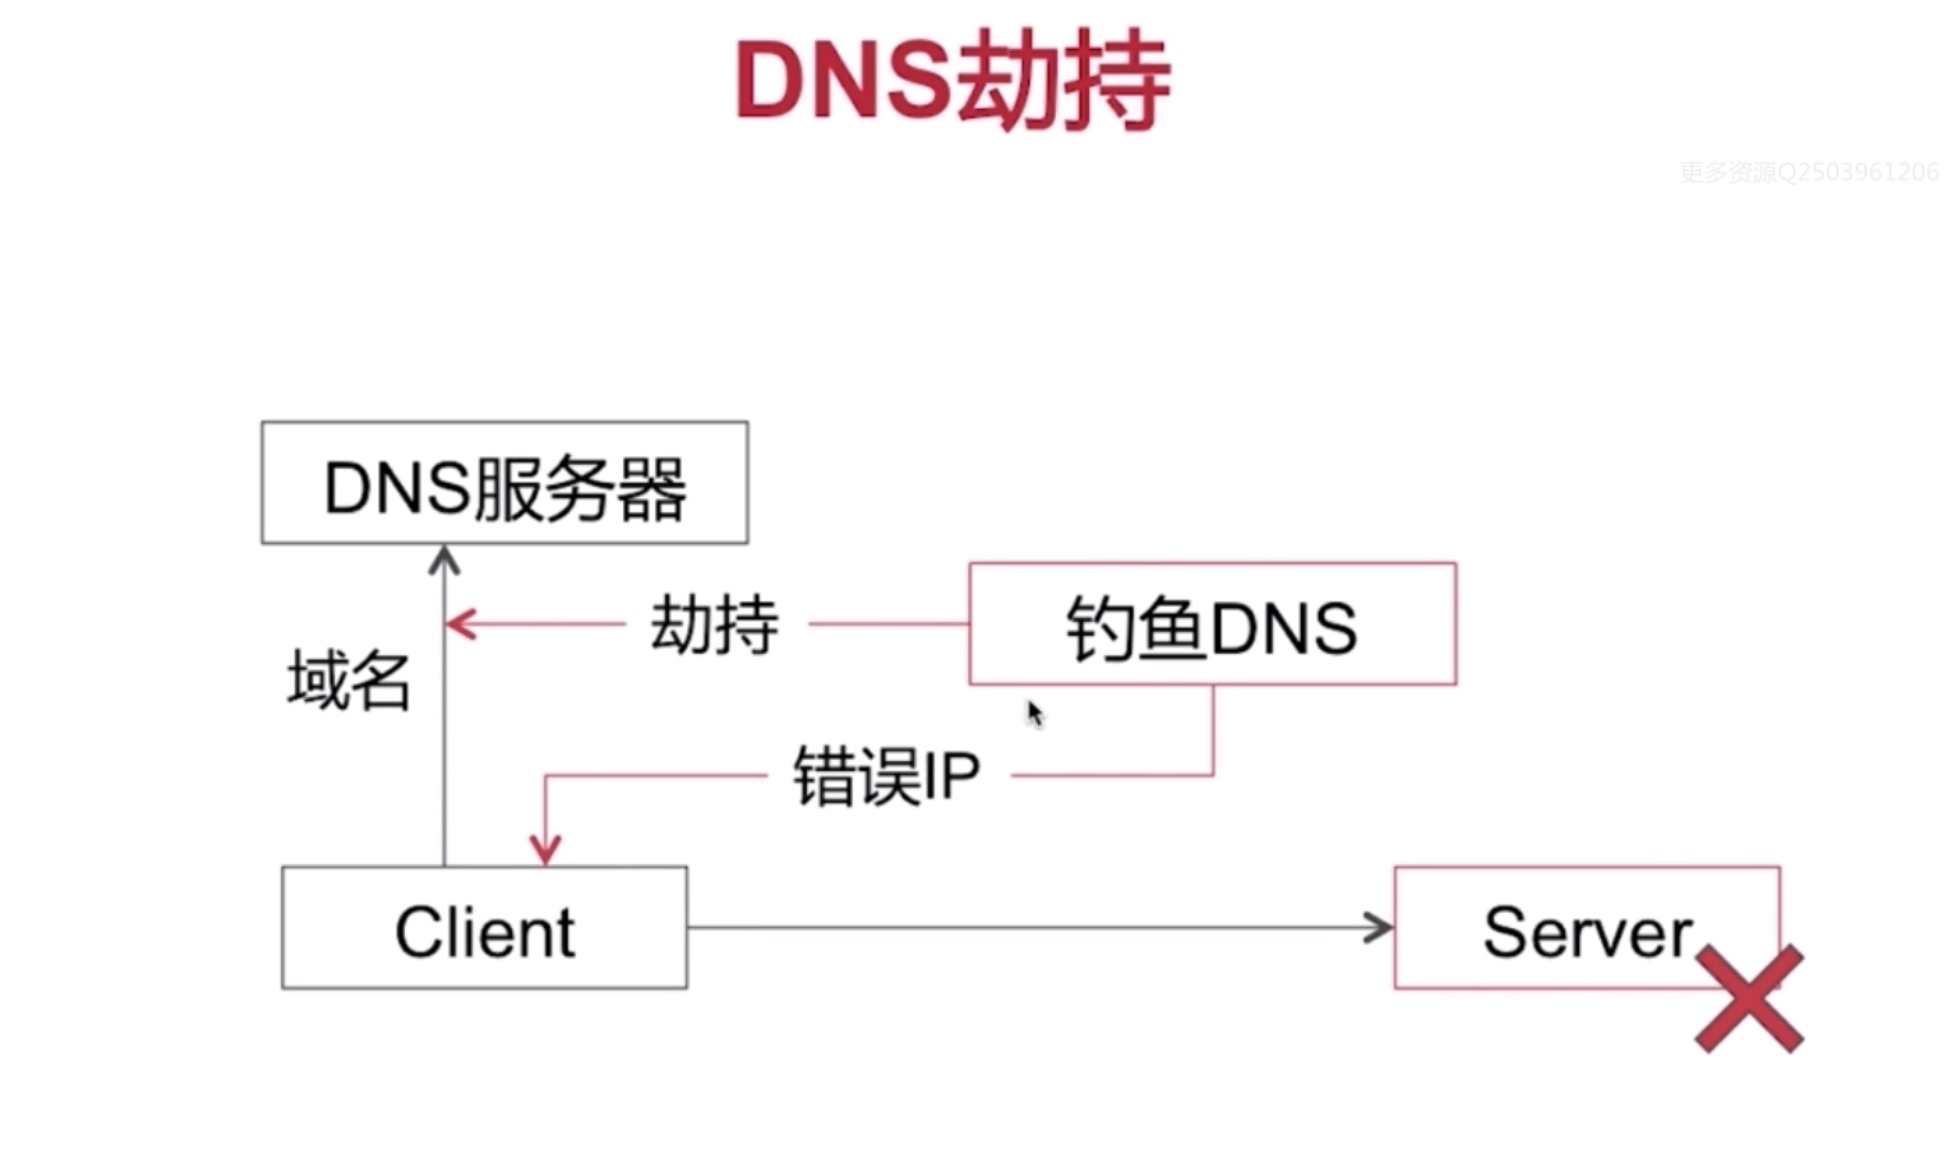 DNS劫持
更多资源Q2503961206
DNS服务器
劫持
钓鱼DNS
域名
错误IP
Client
Server